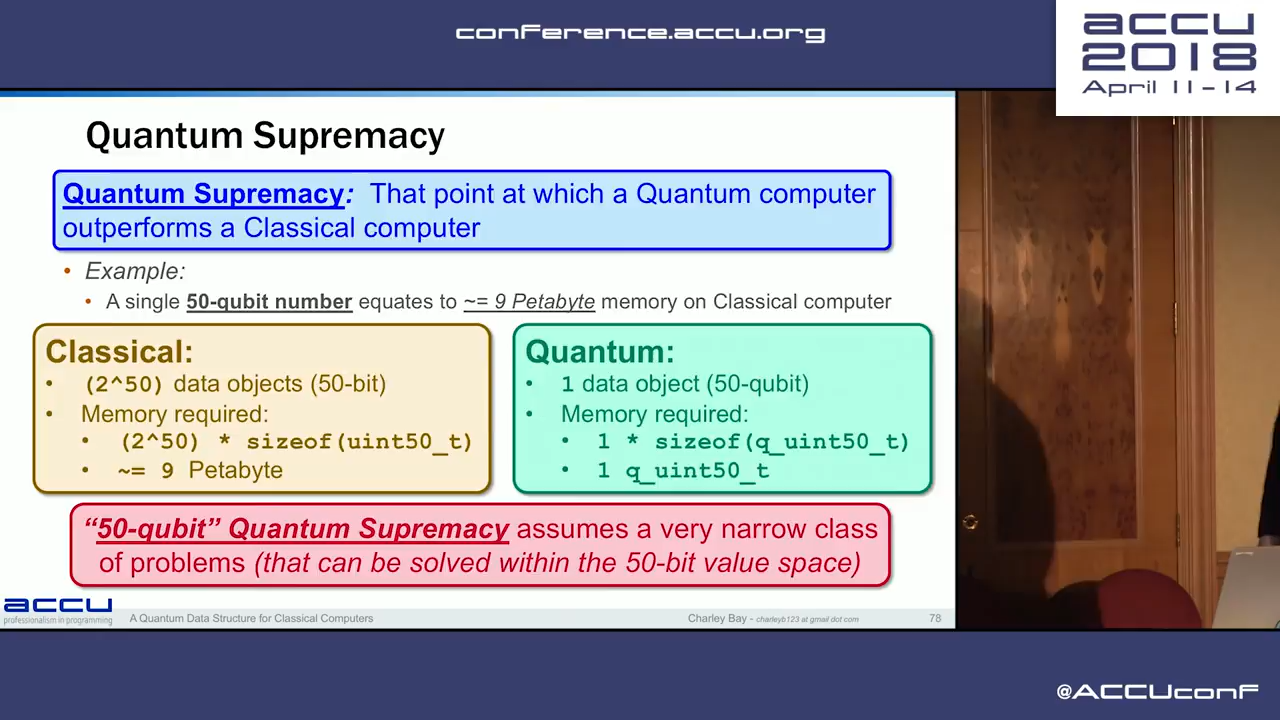 conference.accu.org
accu
2018
April 11-14
Quantum Supremacy
Quantum Supremacy: That point at which a Quantum computer
outperforms a Classical computer
• Example:
• A single 50-qubit number equates to ~= 9 Petabyte memory on Classical computer
Classical:
• (2^50) data objects (50-bit)
• Memory required:
• (2^50) * sizeof(uint50_t)
• ~= 9 Petabyte
Quantum:
• 1 data object (50-qubit)
• Memory required:
• 1 * sizeof(q_uint50_t)
• 1 q_uint50_t
“50-qubit” Quantum Supremacy assumes a very narrow class
of problems (that can be solved within the 50-bit value space)
accu
professionalism in programming
A Quantum Data Structure for Classical Computers
Charley Bay - charleyb123 at gmail dot com
78
@ACCUconf